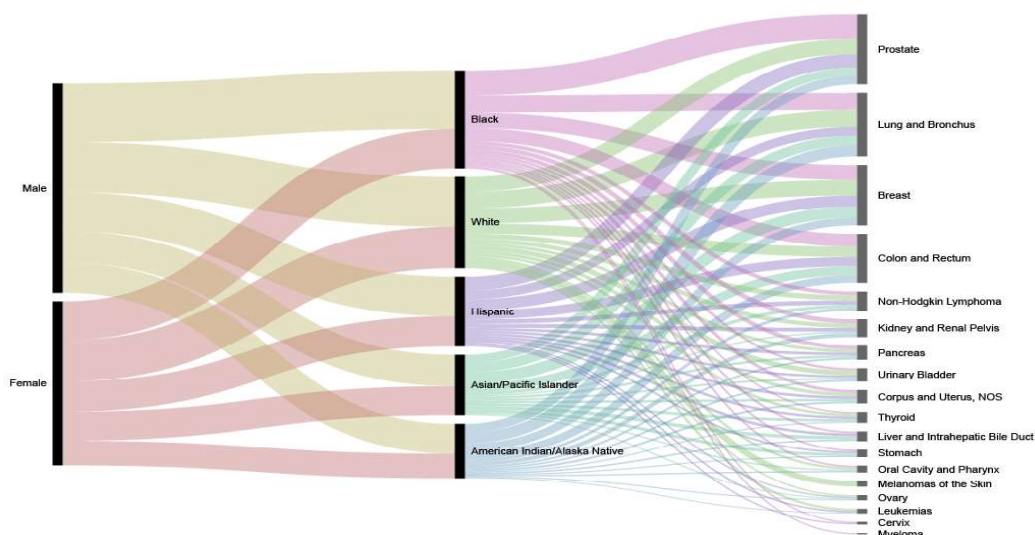 Male
Female
Black
White
Hispanic
Asian/Pacific Islander
American Indian/Alaska Native
Prostate
Lung and Bronchus
Breast
Colon and Rectum
Non-Hodgkin Lymphoma
Kidney and Renal Pelvis
Pancreas
Urinary Bladder
Corpus and Uterus, NOS
Thyroid
Liver and Intrahepatic Bile Duct
Stomach
Oral Cavity and Pharynx
Melanomas of the Skin
Ovary
Leukemias
Cervix
Myeloma